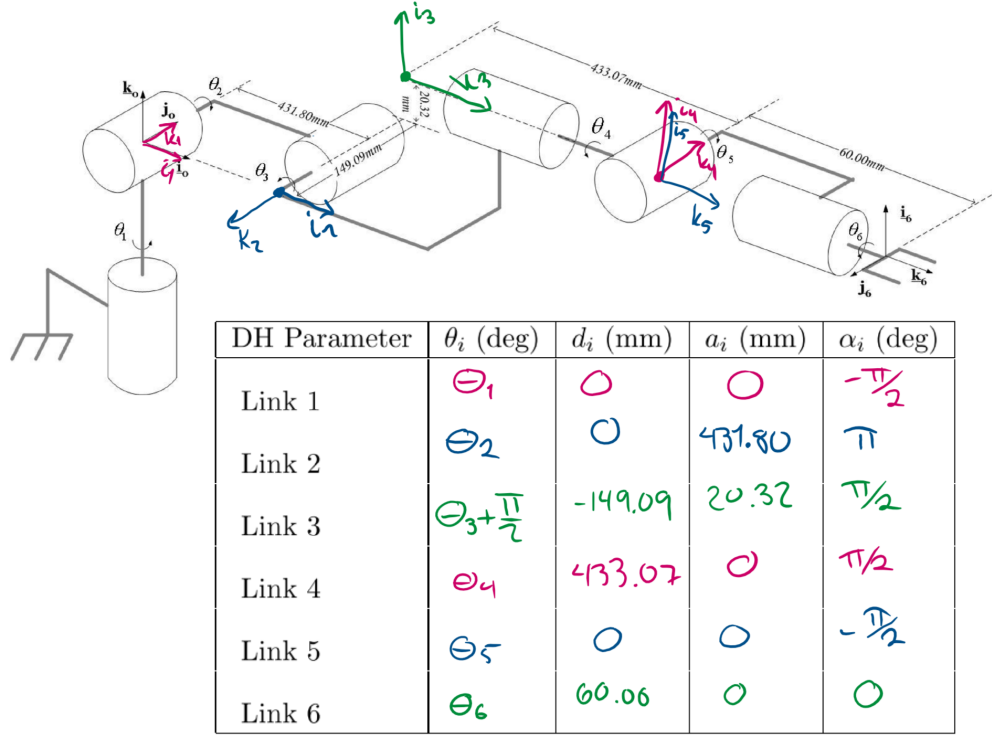 i₃
433.07mm
k₀
θ₂
j₀
k₁
i₁
i₀
431.80mm
k₃
20.32
mm
θ₄
i₄
i₅
k₄
θ₅
60.00mm
θ₃
149.09mm
k₂
i₂
k₅
θ₁
θ₆
i₆
k₆
j₆
DH Parameter θᵢ (deg) dᵢ (mm) aᵢ (mm) αᵢ (deg)
Link 1 θ₁ 0 0 -π/2
Link 2 θ₂ 0 431.80 π
Link 3 θ₃+π/2 -149.09 20.32 π/2
Link 4 θ₄ 433.07 0 π/2
Link 5 θ₅ 0 0 -π/2
Link 6 θ₆ 60.00 0 0